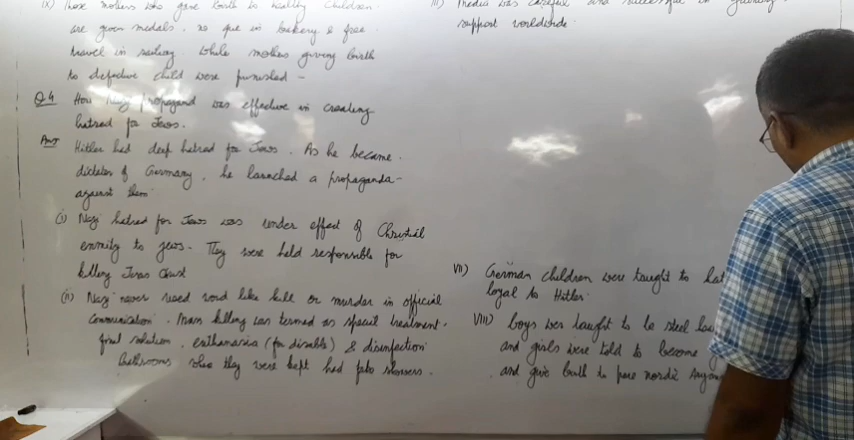 ix) Those mothers who gave birth to healthy children
are given medals, no que in bakery & free
travel in railway. While mothers giving birth
to defective child were punished -
Q.4 How Nazi propagand was effective in creating
hatred for Jews.
Ans Hitler had deep hatred for Jews. As he became
dictator of Germany, he launched a propaganda -
against them
(i) Nazi hatred for Jews was under effect of Christial
enmity to jews. They were held responsible for
killing Jesus Christ
(ii) Nazi never used word like kill or murder in official
Communication. Mass killing was termed as special treatment,
final solution, euthanasia (for disable) & disinfection
bathrooms where they were kept had fake showers.
iii) Media was careful and successful in
support worldwide
VII) German children were taught to
loyal to Hitler.
VIII) boys were taught to be steel
and girls were told to become
and give birth to pure nordic